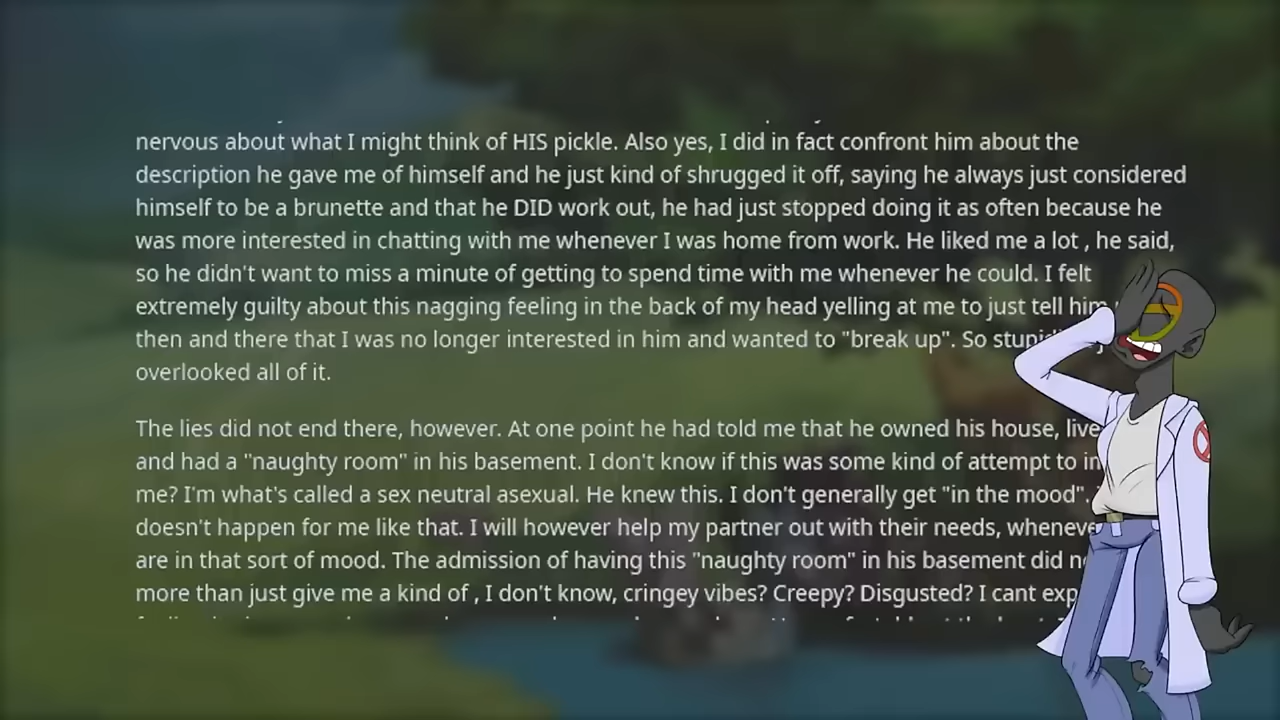 nervous about what I might think of HIS pickle. Also yes, I did in fact confront him about the
description he gave me of himself and he just kind of shrugged it off, saying he always just considered
himself to be a brunette and that he DID work out, he had just stopped doing it as often because he
was more interested in chatting with me whenever I was home from work. He liked me a lot , he said,
so he didn't want to miss a minute of getting to spend time with me whenever he could. I felt
extremely guilty about this nagging feeling in the back of my head yelling at me to just tell him
then and there that I was no longer interested in him and wanted to "break up". So
overlooked all of it.
The lies did not end there, however. At one point he had told me that he owned his house,
and had a "naughty room" in his basement. I don't know if this was some kind of attempt to
me? I'm what's called a sex neutral asexual. He knew this. I don't generally get "in the mood".
doesn't happen for me like that. I will however help my partner out with their needs,
are in that sort of mood. The admission of having this "naughty room" in his basement did
more than just give me a kind of , I don't know, cringey vibes? Creepy? Disgusted? I cant